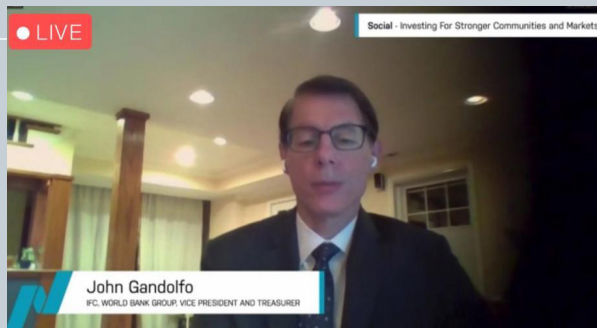 LIVE
Social - Investing For Stronger Communities and Markets
John Gandolfo
IFC, WORLD BANK GROUP, VICE PRESIDENT AND TREASURER